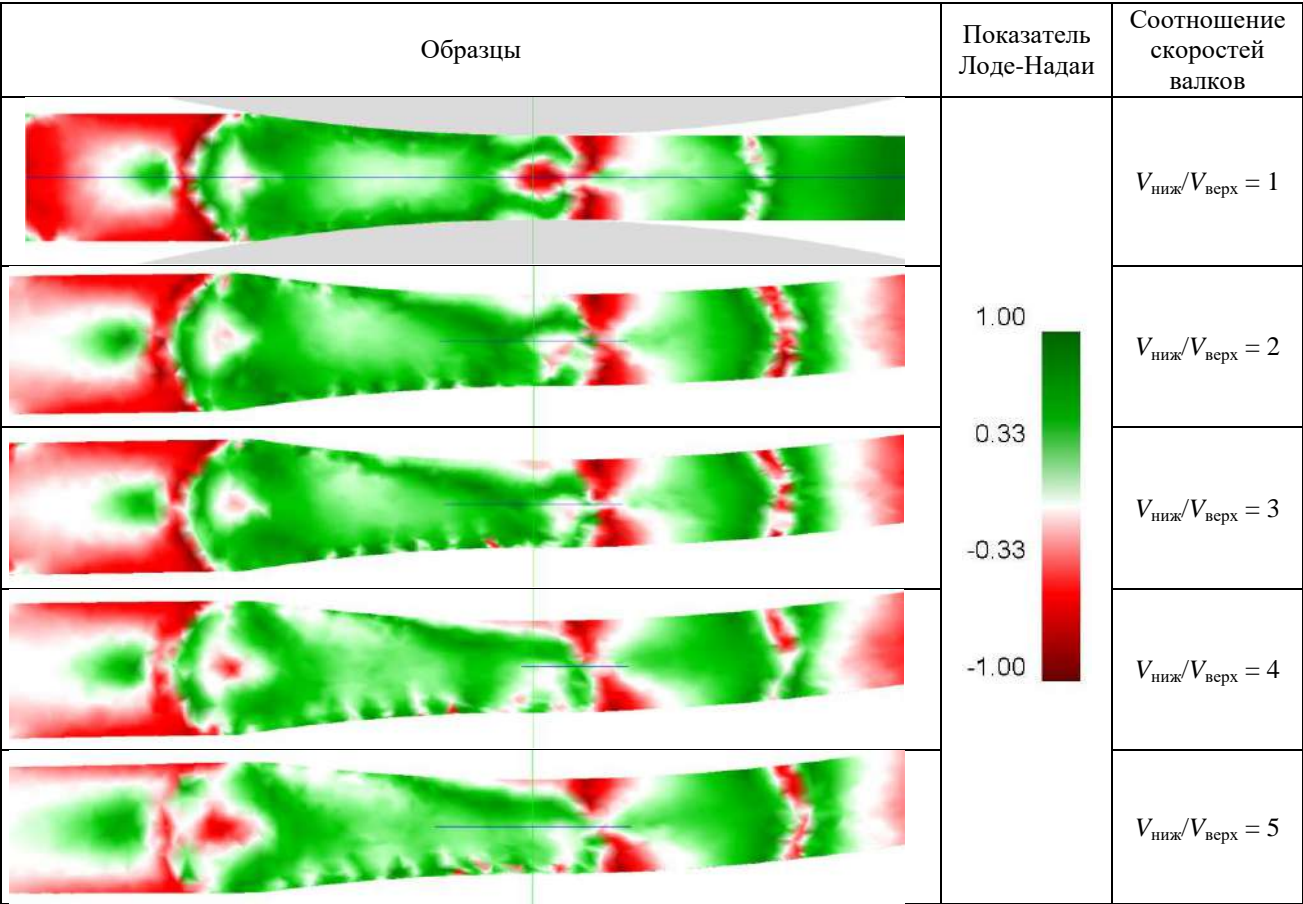 Образцы
Показатель
Лоде-Надаи
Соотношение
скоростей
валков
Vниж/Vверх = 1
Vниж/Vверх = 2
Vниж/Vверх = 3
Vниж/Vверх = 4
Vниж/Vверх = 5
1.00
0.33
-0.33
-1.00